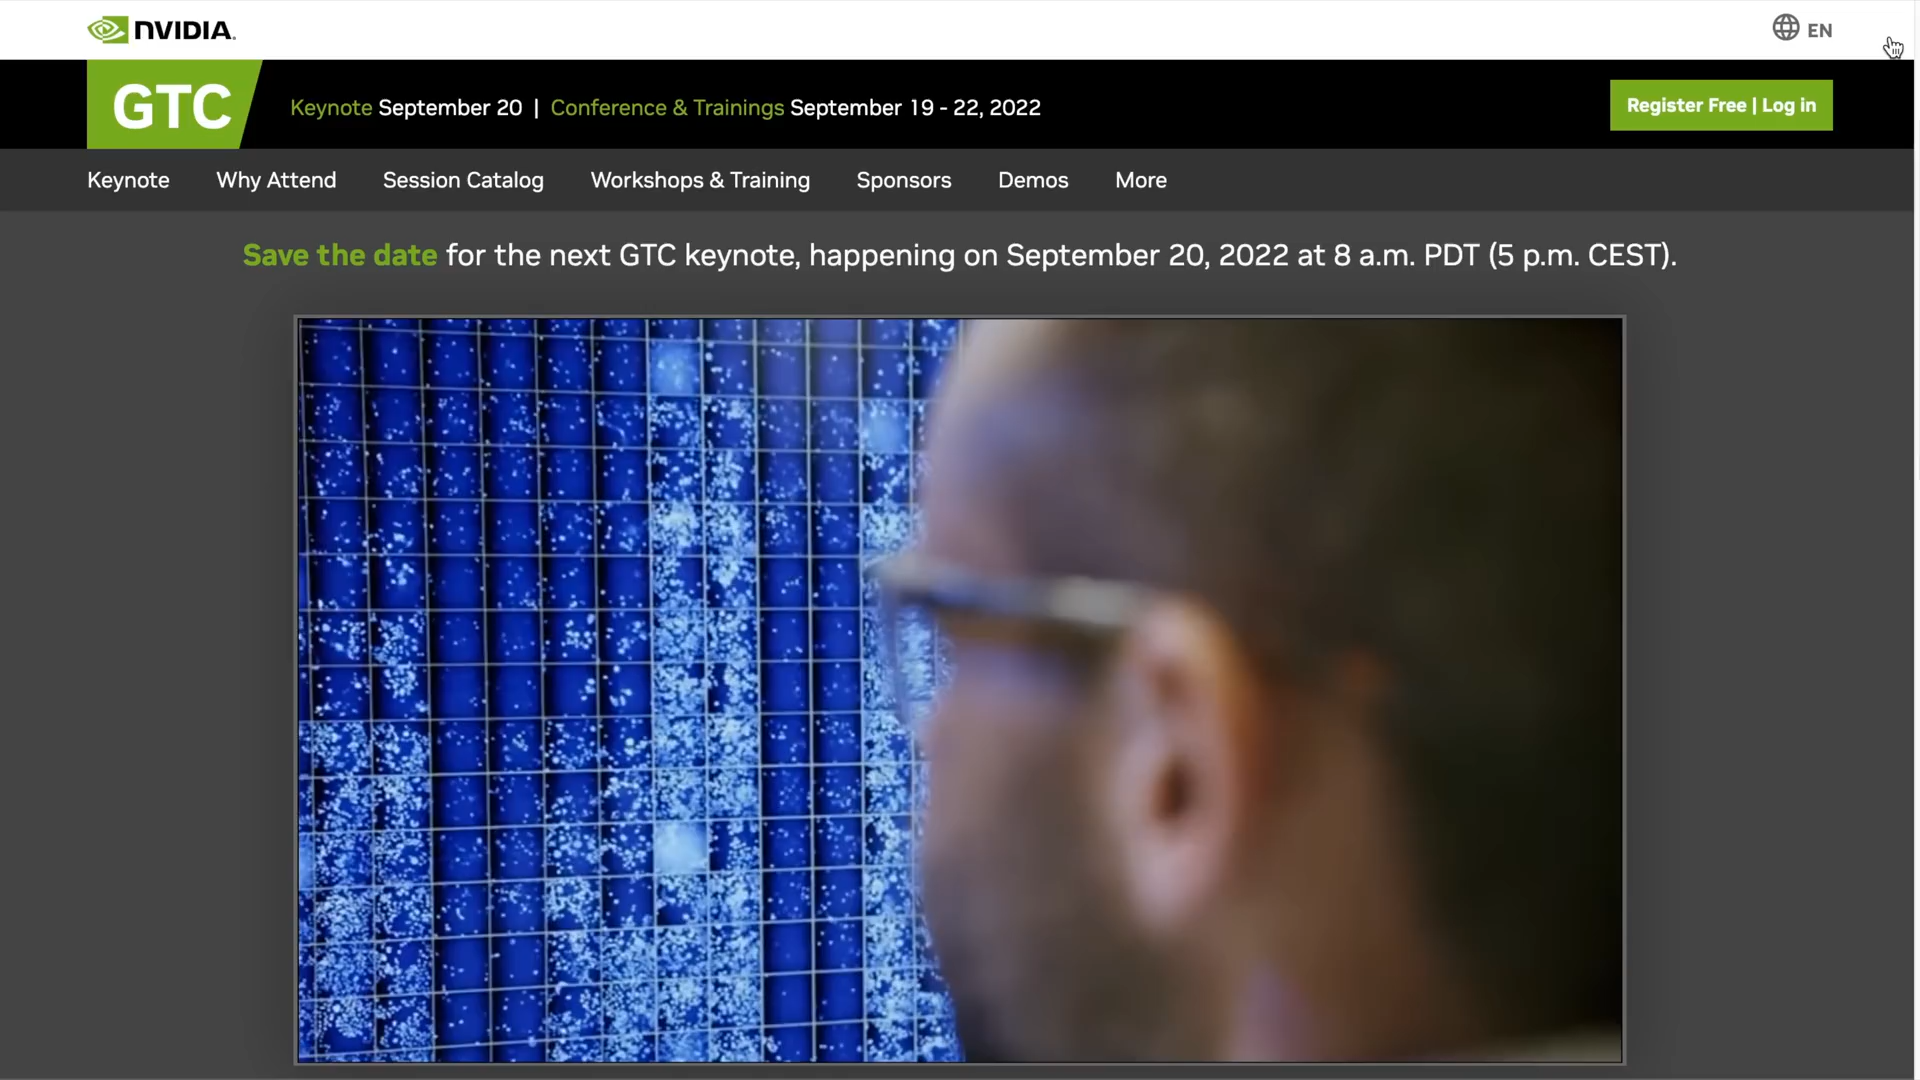 NVIDIA.
EN
GTC
Keynote September 20 | Conference & Trainings September 19 - 22, 2022
Register Free | Log in
Keynote Why Attend Session Catalog Workshops & Training Sponsors Demos More
Save the date for the next GTC keynote, happening on September 20, 2022 at 8 a.m. PDT (5 p.m. CEST).